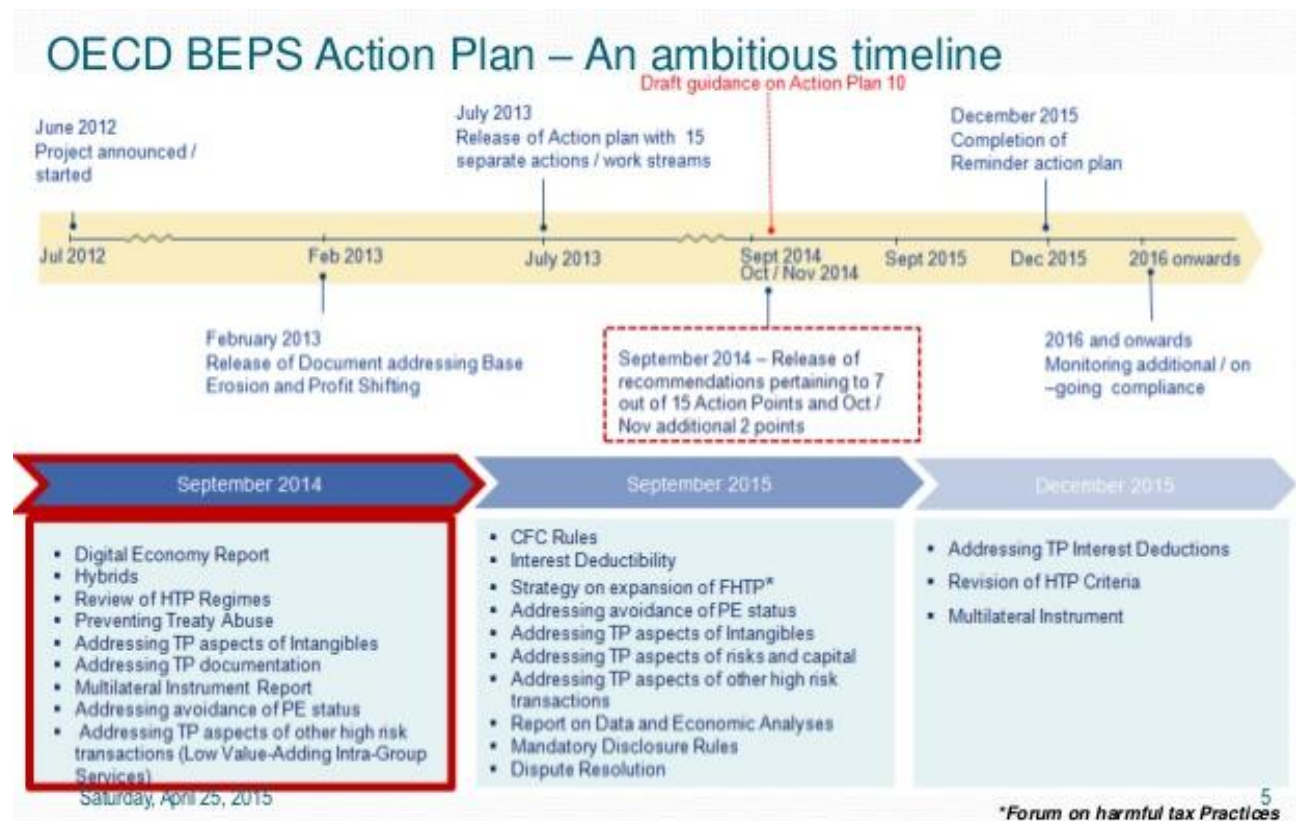 OECD BEPS Action Plan – An ambitious timeline
Draft guidance on Action Plan 10
June 2012
Project announced /
started
July 2013
Release of Action plan with 15
separate actions / work streams
December 2015
Completion of
Reminder action plan
Jul 2012
Feb 2013
July 2013
Sept 2014
Oct / Nov 2014
Sept 2015
Dec 2015
2016 onwards
February 2013
Release of Document addressing Base
Erosion and Profit Shifting
September 2014 – Release of
recommendations pertaining to 7
out of 15 Action Points and Oct /
Nov additional 2 points
2016 and onwards
Monitoring additional / on
–going compliance
September 2014
▪ Digital Economy Report
▪ Hybrids
▪ Review of HTP Regimes
▪ Preventing Treaty Abuse
▪ Addressing TP aspects of Intangibles
▪ Addressing TP documentation
▪ Multilateral Instrument Report
▪ Addressing avoidance of PE status
▪ Addressing TP aspects of other high risk
transactions (Low Value-Adding Intra-Group
Services)
September 2015
▪ CFC Rules
▪ Interest Deductibility
▪ Strategy on expansion of FHTP*
▪ Addressing avoidance of PE status
▪ Addressing TP aspects of Intangibles
▪ Addressing TP aspects of risks and capital
▪ Addressing TP aspects of other high risk
transactions
▪ Report on Data and Economic Analyses
▪ Mandatory Disclosure Rules
▪ Dispute Resolution
December 2015
▪ Addressing TP Interest Deductions
▪ Revision of HTP Criteria
▪ Multilateral Instrument
Saturday, April 25, 2015
5
*Forum on harmful tax Practices